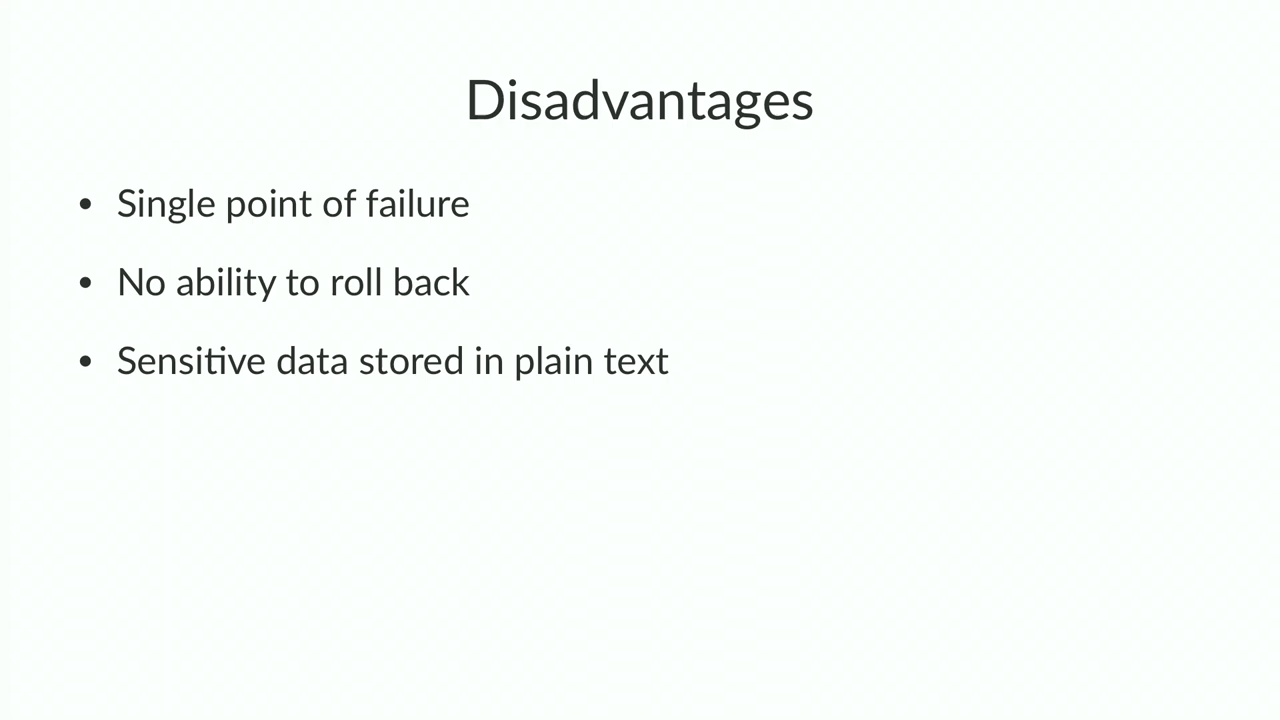 Disadvantages
• Single point of failure
• No ability to roll back
• Sensitive data stored in plain text